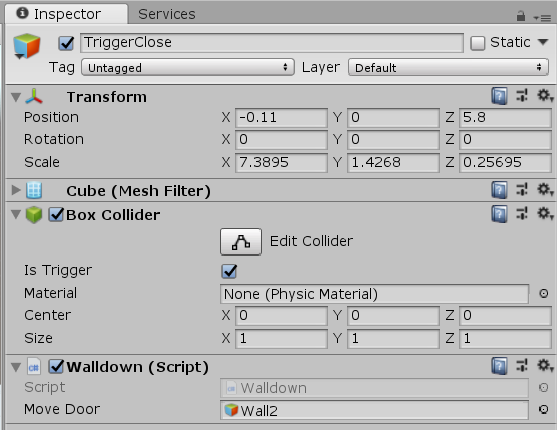 Inspector Services
TriggerClose Static
Tag Untagged Layer Default
Transform
Position X -0.11 Y 0 Z 5.8
Rotation X 0 Y 0 Z 0
Scale X 7.3895 Y 1.4268 Z 0.25695
Cube (Mesh Filter)
Box Collider
Edit Collider
Is Trigger
Material None (Physic Material)
Center X 0 Y 0 Z 0
Size X 1 Y 1 Z 1
c# Walldown (Script)
Script c# Walldown
Move Door Wall2